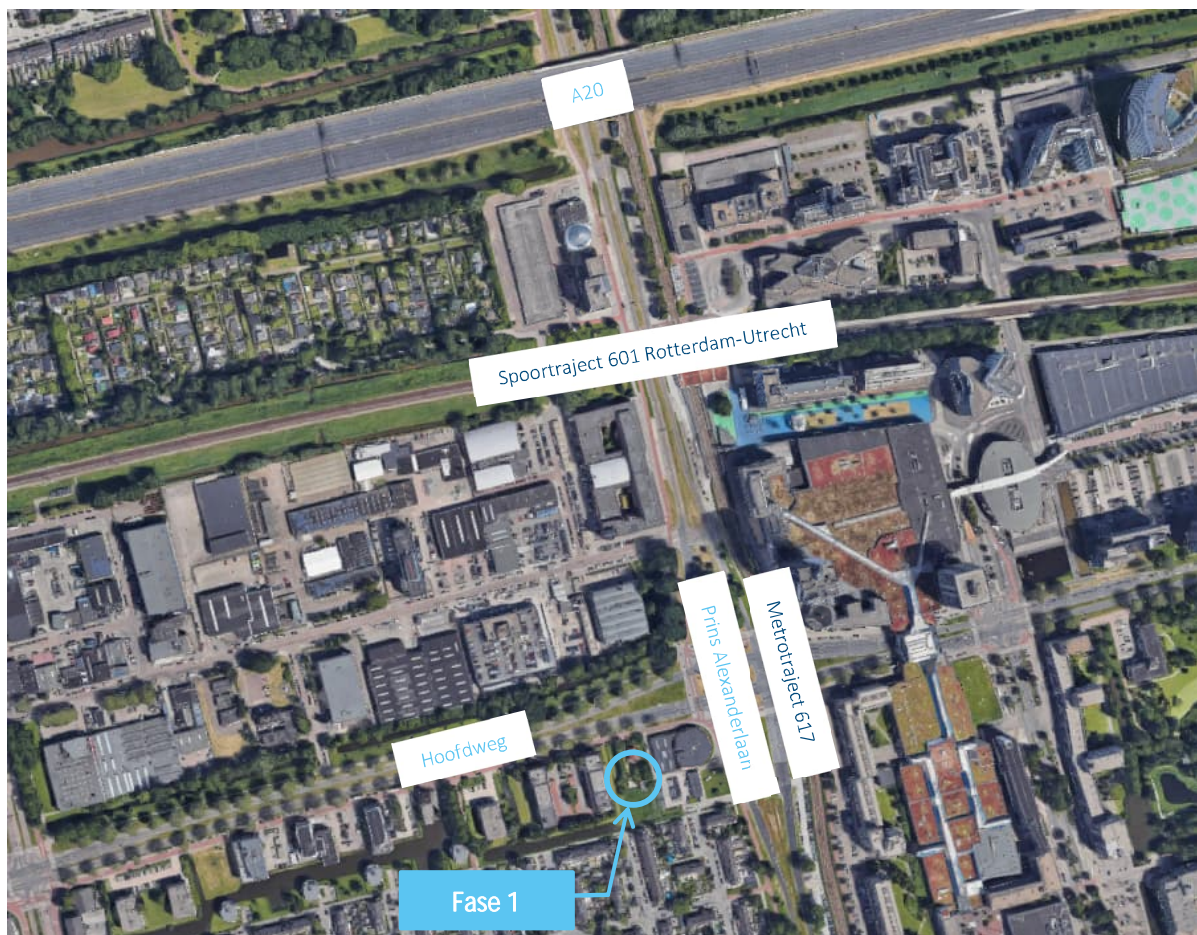 A20
Spoortraject 601 Rotterdam-Utrecht
Prins Alexanderlaan
Metrotraject 617
Hoofdweg
Fase 1